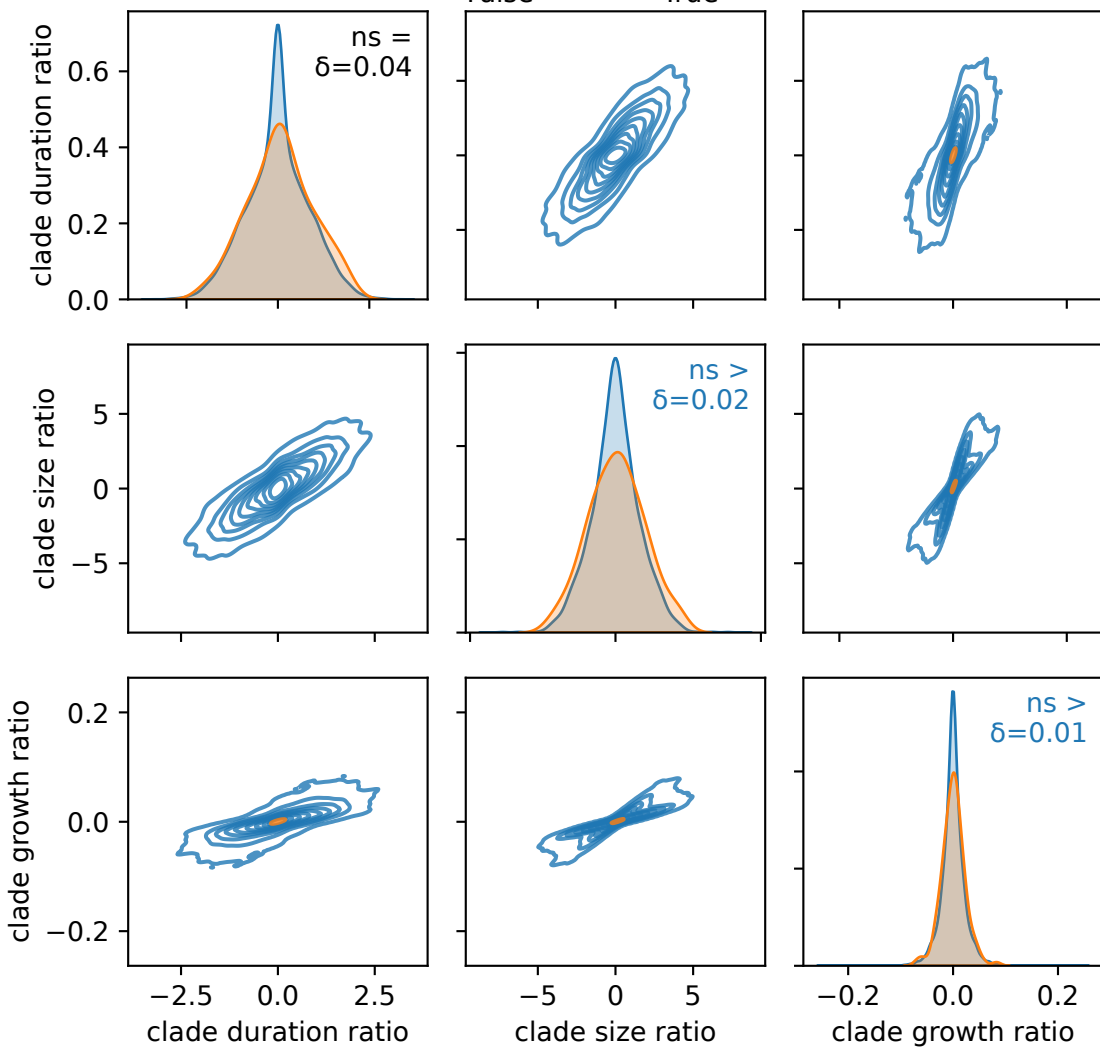 clade duration ratio
0.6
0.4
0.2
0.0
ns =
δ=0.04
clade size ratio
5
0
−5
ns >
δ=0.02
clade growth ratio
0.2
0.0
−0.2
ns >
δ=0.01
−2.5 0.0 2.5
−5 0 5
−0.2 0.0 0.2
clade duration ratio
clade size ratio
clade growth ratio